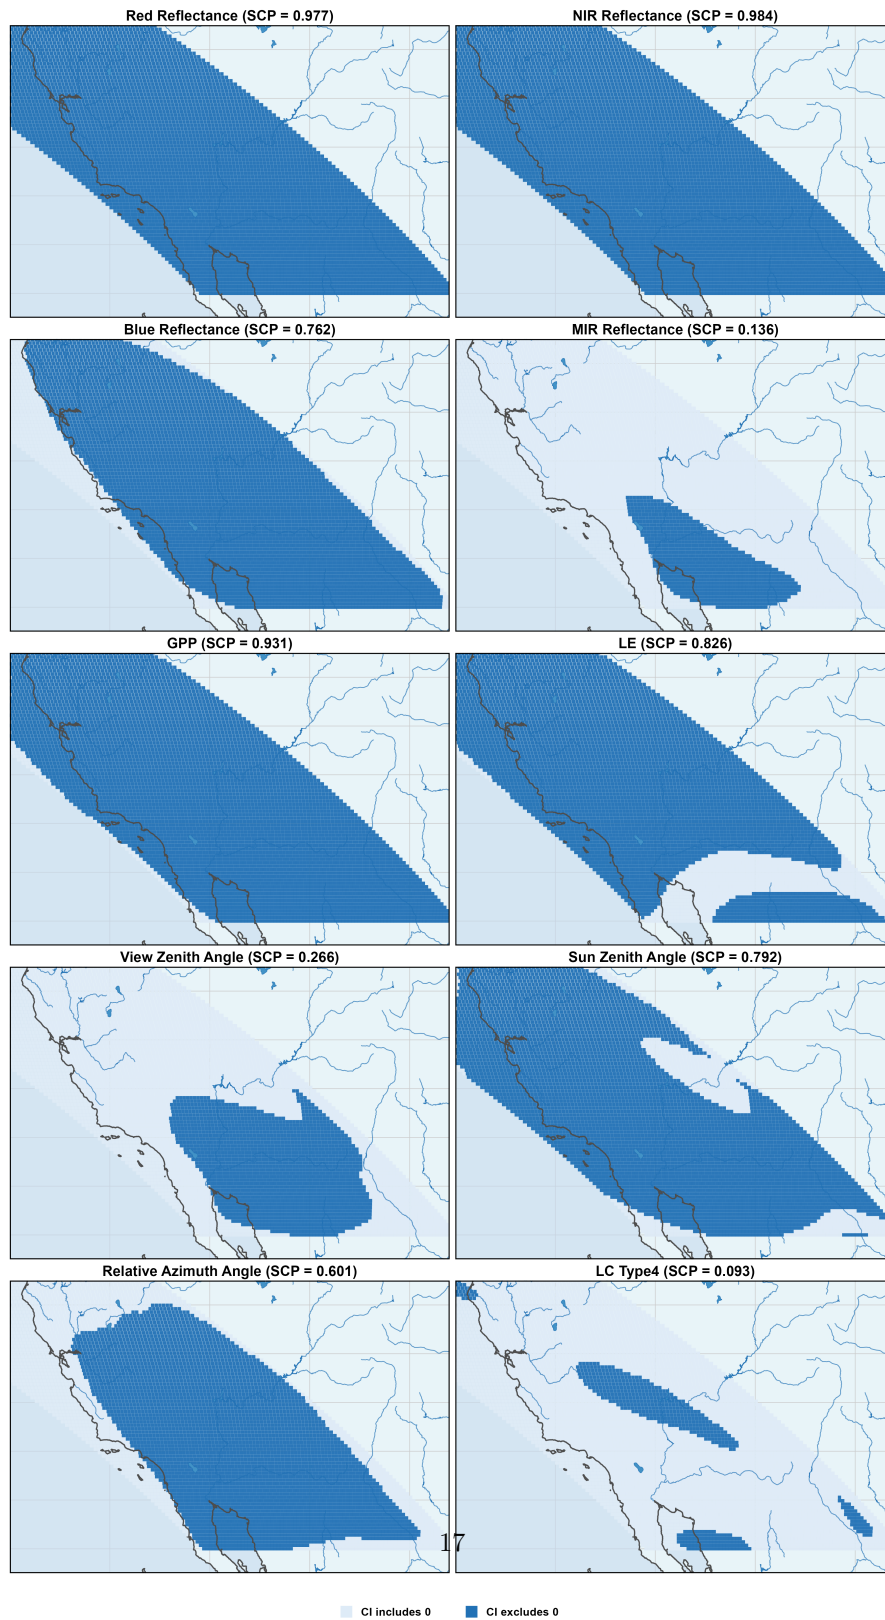 Red Reflectance (SCP = 0.977)
NIR Reflectance (SCP = 0.984)
Blue Reflectance (SCP = 0.762)
MIR Reflectance (SCP = 0.136)
GPP (SCP = 0.931)
LE (SCP = 0.826)
View Zenith Angle (SCP = 0.266)
Sun Zenith Angle (SCP = 0.792)
Relative Azimuth Angle (SCP = 0.601)
LC Type4 (SCP = 0.093)
17
CI includes 0
CI excludes 0